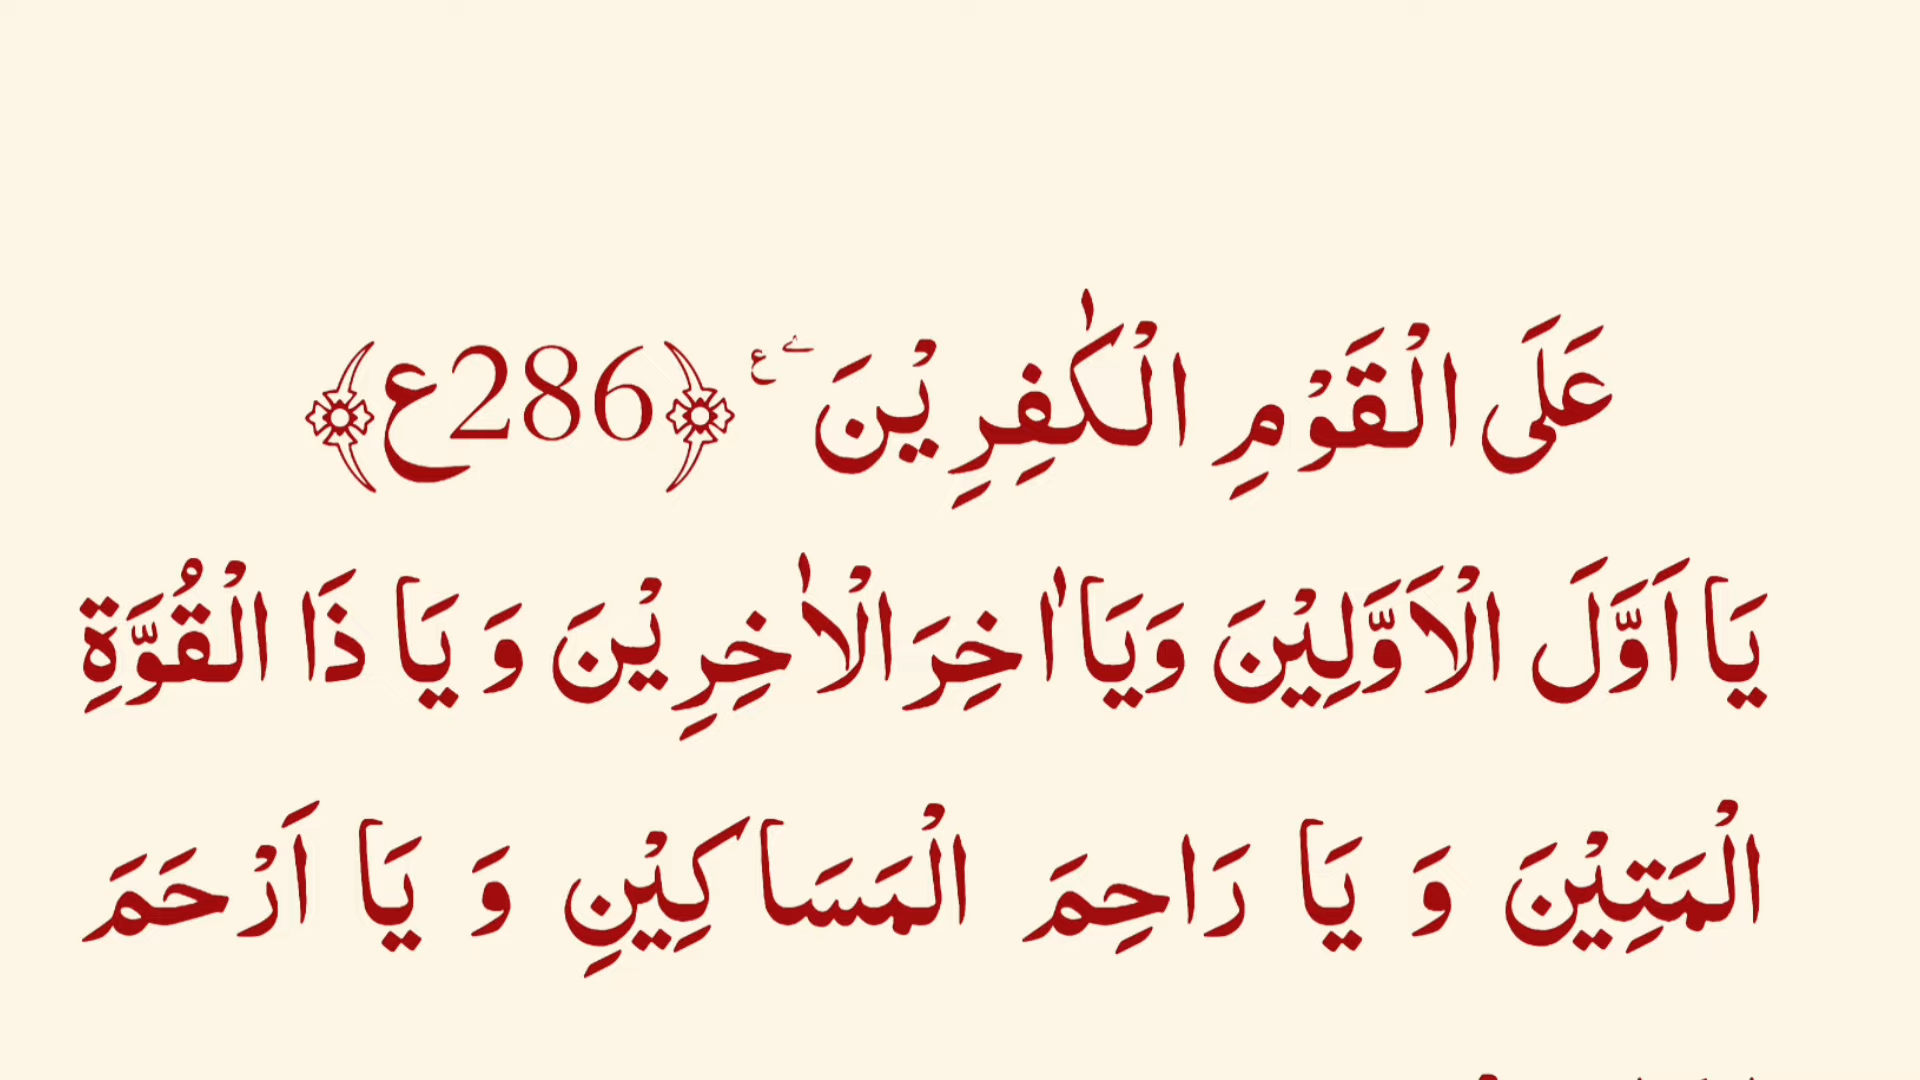 عَلَى الْقَوْمِ الْكٰفِرِيْنَ ۧ ﴿286ع﴾
يَا اَوَّلَ الْاَوَّلِيْنَ وَيَا اٰخِرَ الْاٰخِرِيْنَ وَ يَا ذَا الْقُوَّةِ
الْمَتِيْنَ وَ يَا رَاحِمَ الْمَسَاكِيْنِ وَ يَا اَرْحَمَ